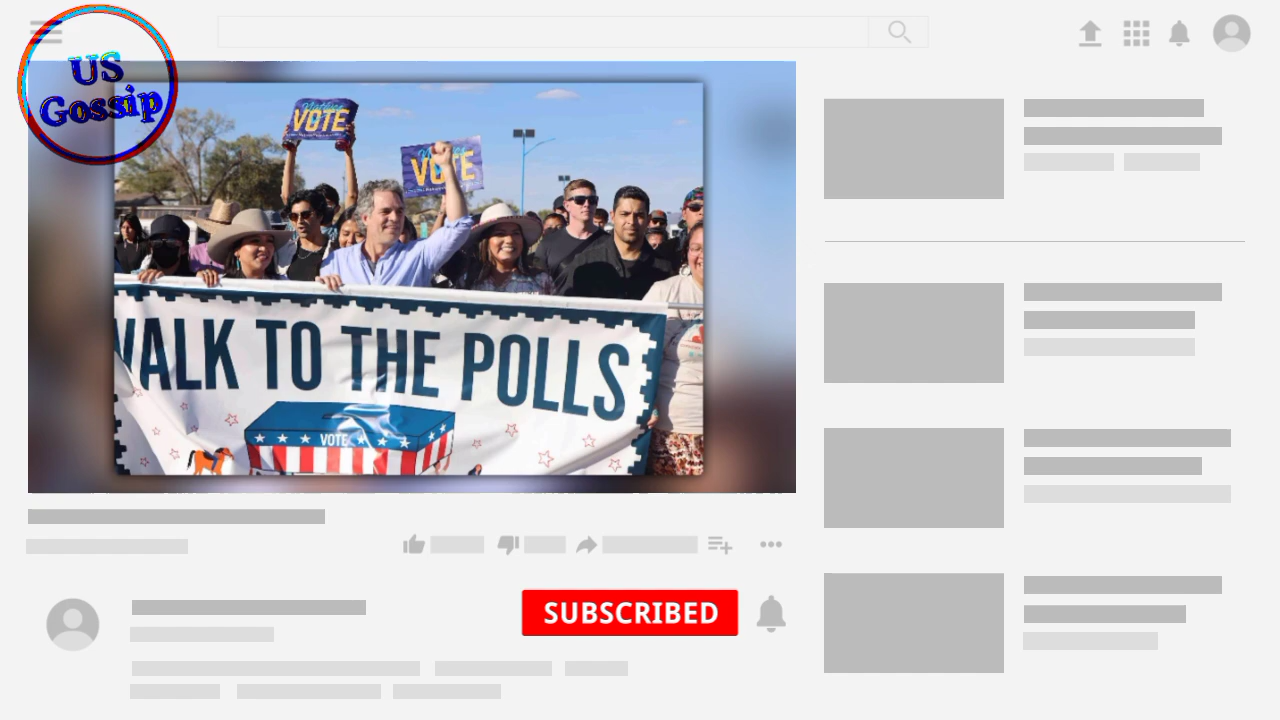 US
Gossip
VOTE
VOTE
WALK TO THE POLLS
VOTE
SUBSCRIBED